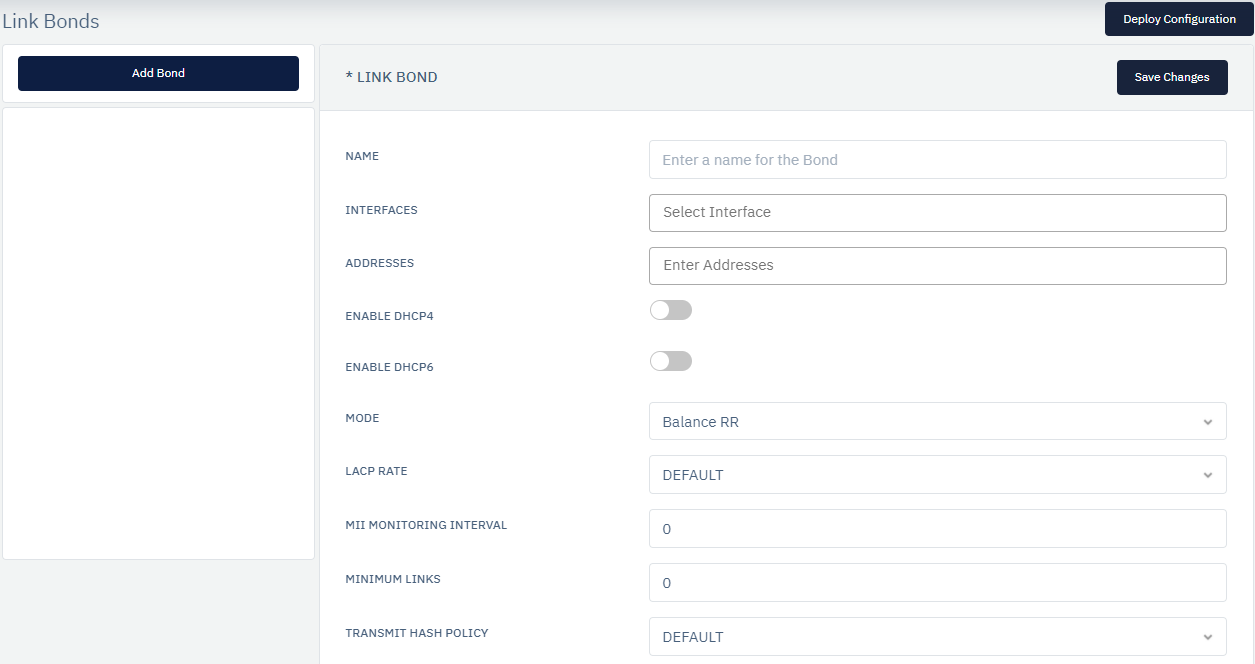 Link Bonds
Deploy Configuration
Add Bond
* LINK BOND
Save Changes
NAME
Enter a name for the Bond
INTERFACES
Select Interface
ADDRESSES
Enter Addresses
ENABLE DHCP4
ENABLE DHCP6
MODE
Balance RR
LACP RATE
DEFAULT
MII MONITORING INTERVAL
0
MINIMUM LINKS
0
TRANSMIT HASH POLICY
DEFAULT